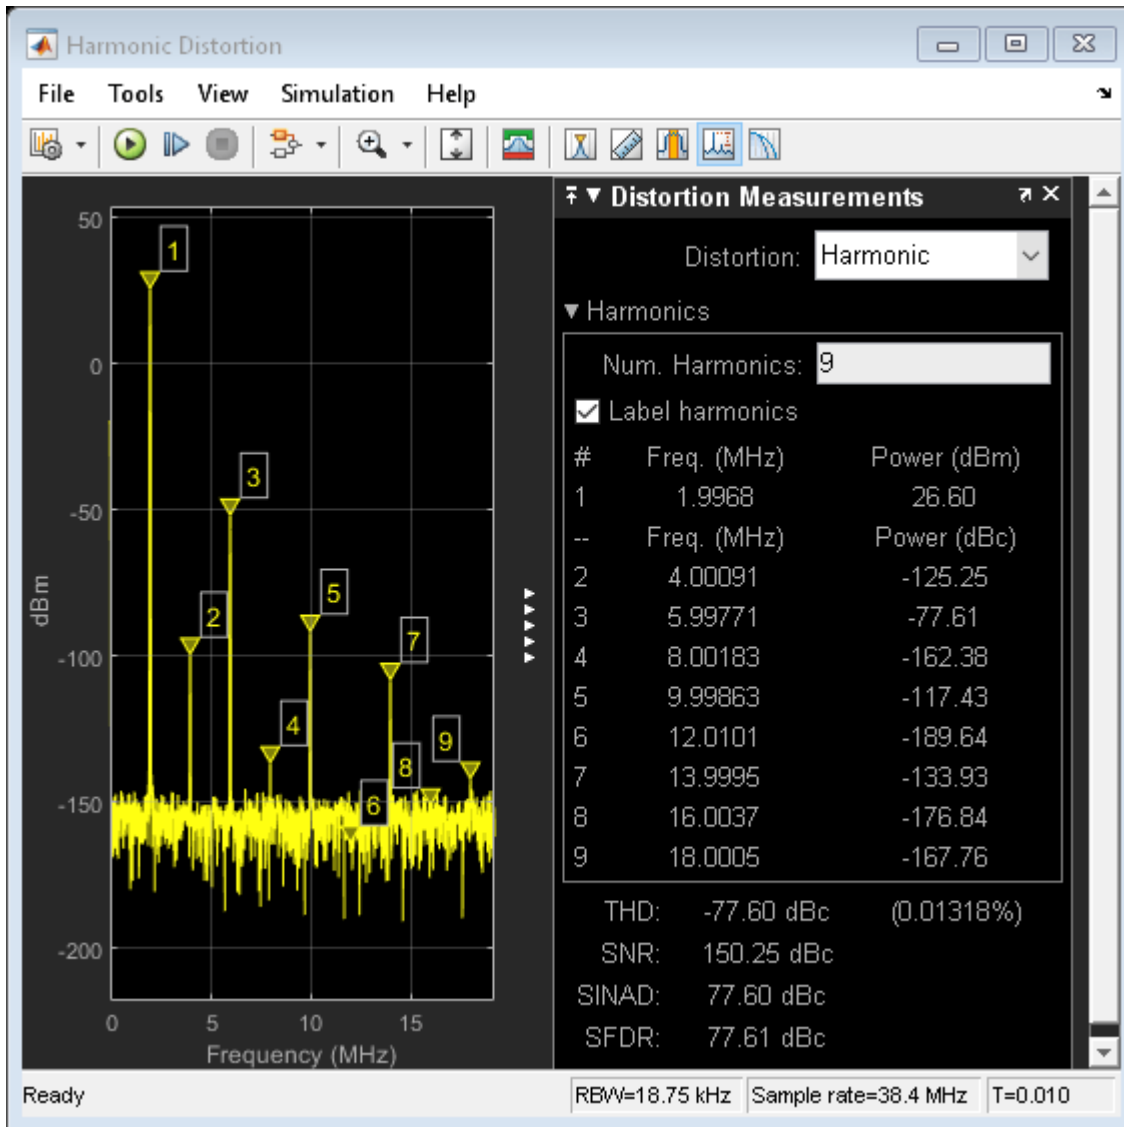 Harmonic Distortion
File Tools View Simulation Help
50
0
-50
-100
-150
-200
dBm
1
2
3
4
5
6
7
8
9
0 5 10 15
Frequency (MHz)
Distortion Measurements
Distortion: Harmonic
Harmonics
Num. Harmonics: 9
Label harmonics
# Freq. (MHz) Power (dBm)
1 1.9968 26.60
-- Freq. (MHz) Power (dBc)
2 4.00091 -125.25
3 5.99771 -77.61
4 8.00183 -162.38
5 9.99863 -117.43
6 12.0101 -189.64
7 13.9995 -133.93
8 16.0037 -176.84
9 18.0005 -167.76
THD: -77.60 dBc (0.01318%)
SNR: 150.25 dBc
SINAD: 77.60 dBc
SFDR: 77.61 dBc
Ready RBW=18.75 kHz Sample rate=38.4 MHz T=0.010